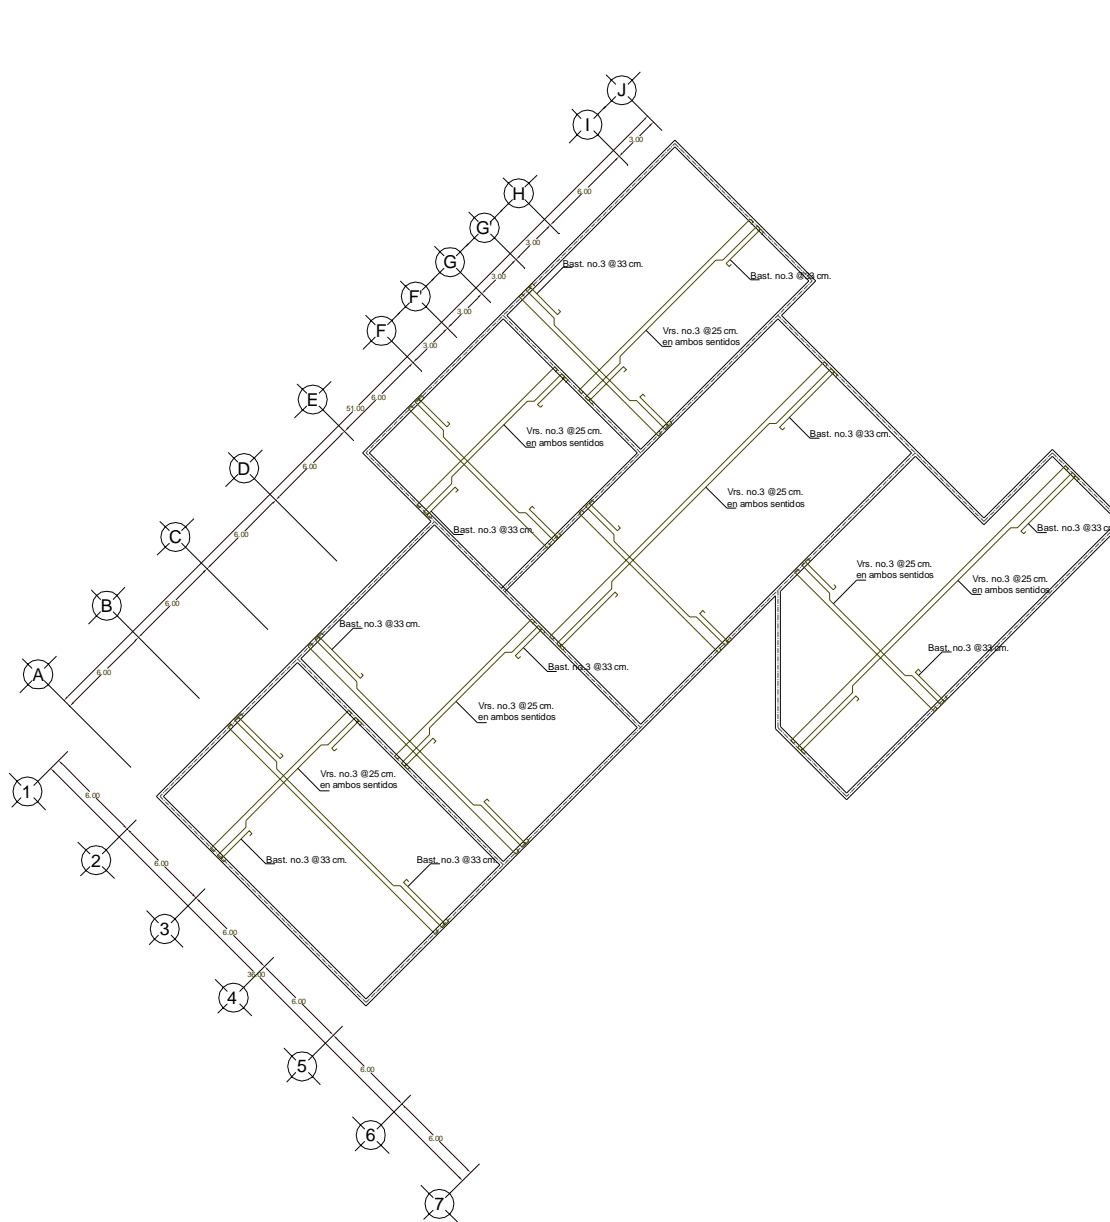 J
I
3.00
H
6.00
G'
3.00
G
3.00
F'
3.00
F
3.00
E
6.00
51.00
D
6.00
C
6.00
B
6.00
A
6.00
Bast. no.3 @33 cm.
Bast. no.3 @33 cm.
Vrs. no.3 @25 cm.
en ambos sentidos
Vrs. no.3 @25 cm.
en ambos sentidos
Bast. no.3 @33 cm.
Bast. no.3 @33 cm.
Vrs. no.3 @25 cm.
en ambos sentidos
Bast. no.3 @33 cm
Vrs. no.3 @25 cm.
en ambos sentidos
Vrs. no.3 @25 cm.
en ambos sentidos
Bast. no.3 @33 cm.
Bast. no.3 @33 cm.
Bast. no.3 @33 cm.
Vrs. no.3 @25 cm.
en ambos sentidos
Vrs. no.3 @25 cm.
en ambos sentidos
Bast. no.3 @33 cm.
Bast. no.3 @33 cm.
1
6.00
2
6.00
3
6.00
36.00
4
6.00
5
6.00
6
6.00
7